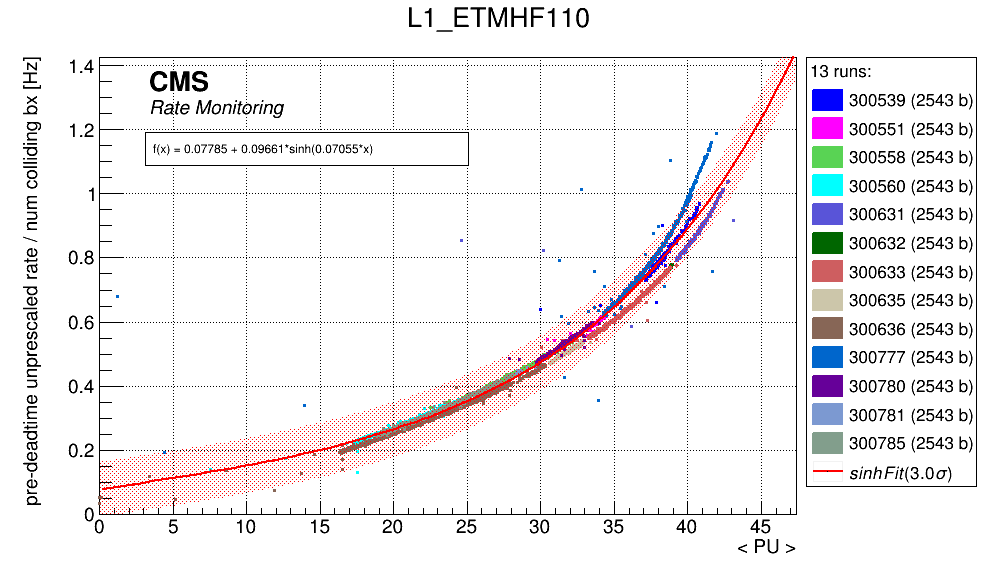 L1_ETMHF110
pre-deadtime unprescaled rate / num colliding bx [Hz]
CMS
Rate Monitoring
f(x) = 0.07785 + 0.09661*sinh(0.07055*x)
1.4
1.2
1
0.8
0.6
0.4
0.2
0
0 5 10 15 20 25 30 35 40 45
< PU >
13 runs:
300539 (2543 b)
300551 (2543 b)
300558 (2543 b)
300560 (2543 b)
300631 (2543 b)
300632 (2543 b)
300633 (2543 b)
300635 (2543 b)
300636 (2543 b)
300777 (2543 b)
300780 (2543 b)
300781 (2543 b)
300785 (2543 b)
sinhFit(3.0σ)